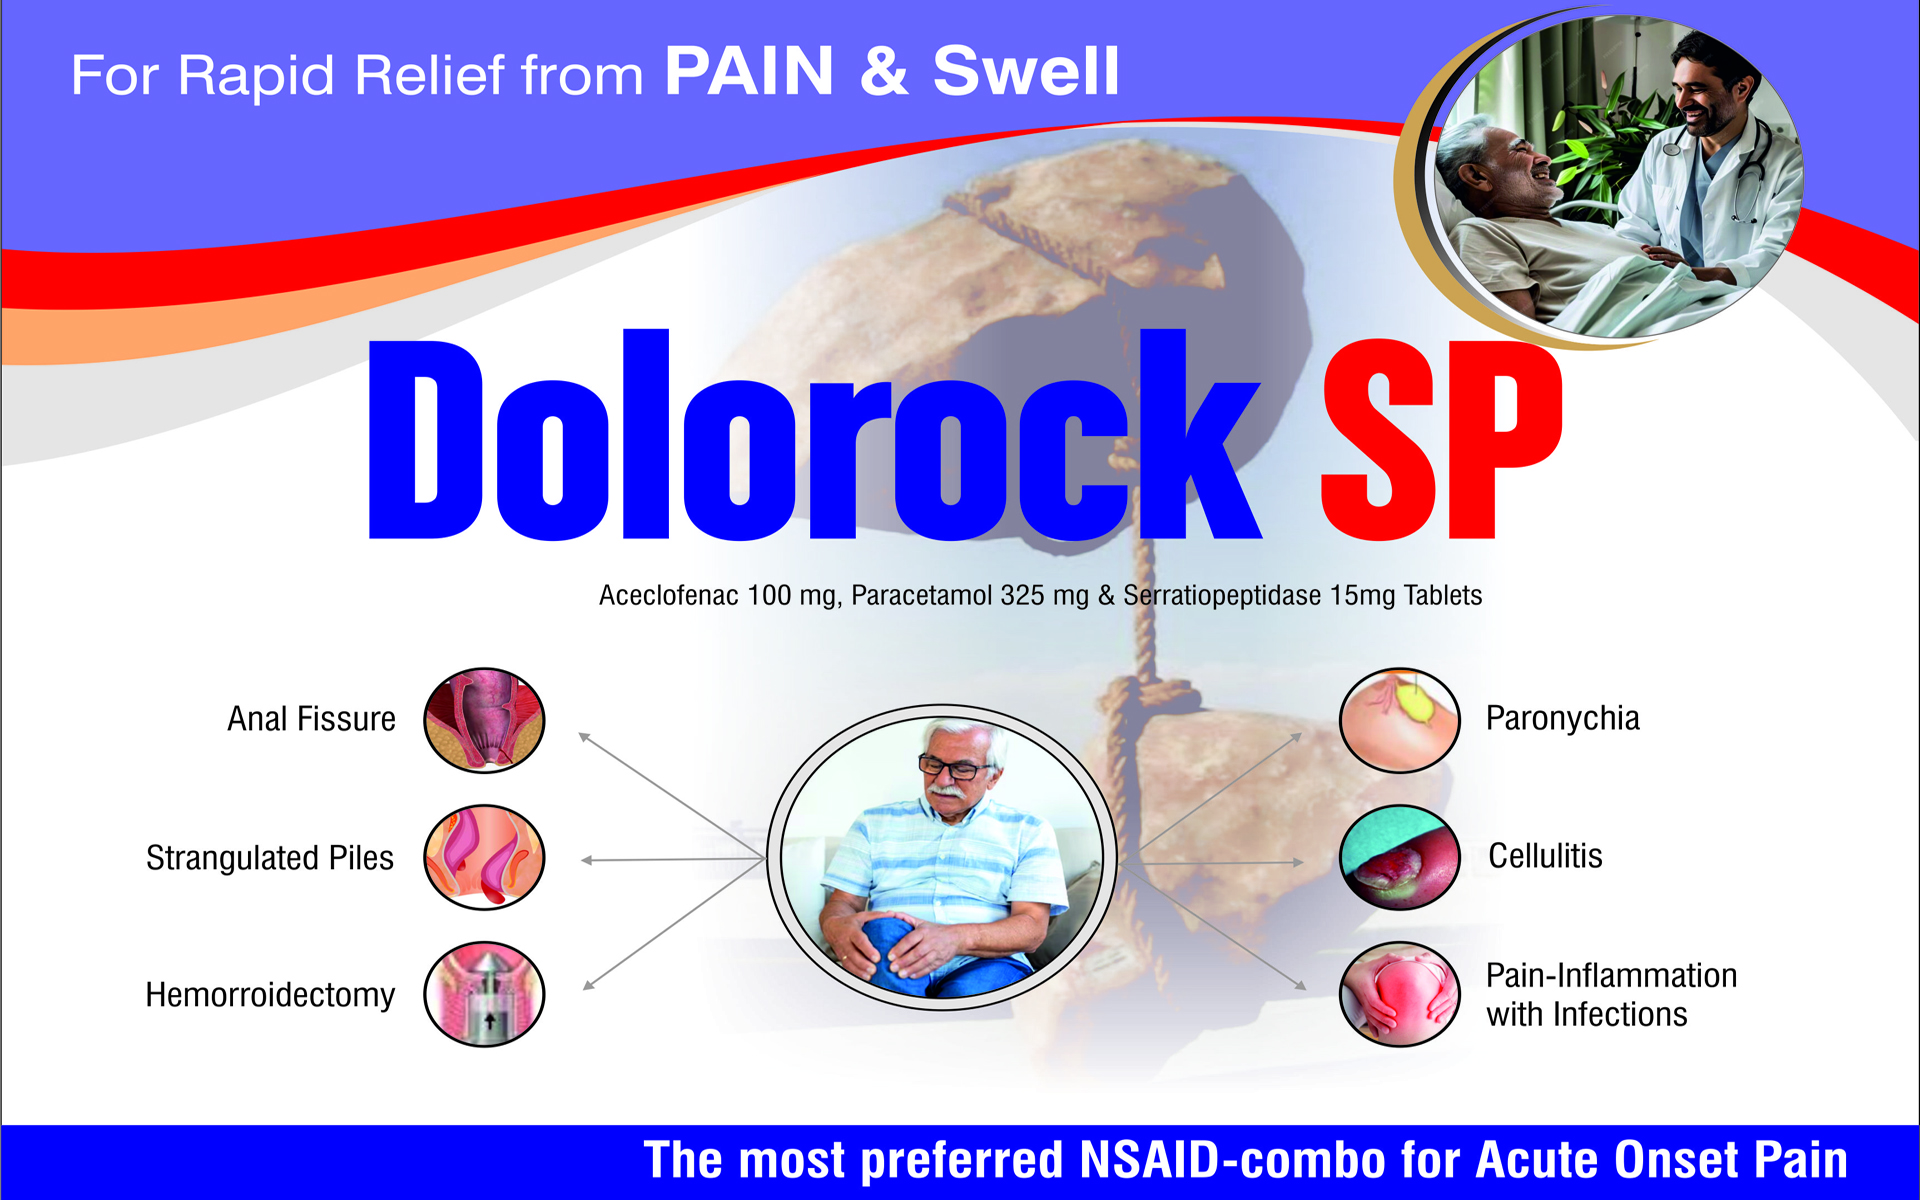 For Rapid Relief from PAIN & Swell
Dolorock SP
Aceclofenac 100 mg, Paracetamol 325 mg & Serratiopeptidase 15mg Tablets
Anal Fissure
Strangulated Piles
Hemorroidectomy
Paronychia
Cellulitis
Pain-Inflammation
with Infections
The most preferred NSAID-combo for Acute Onset Pain